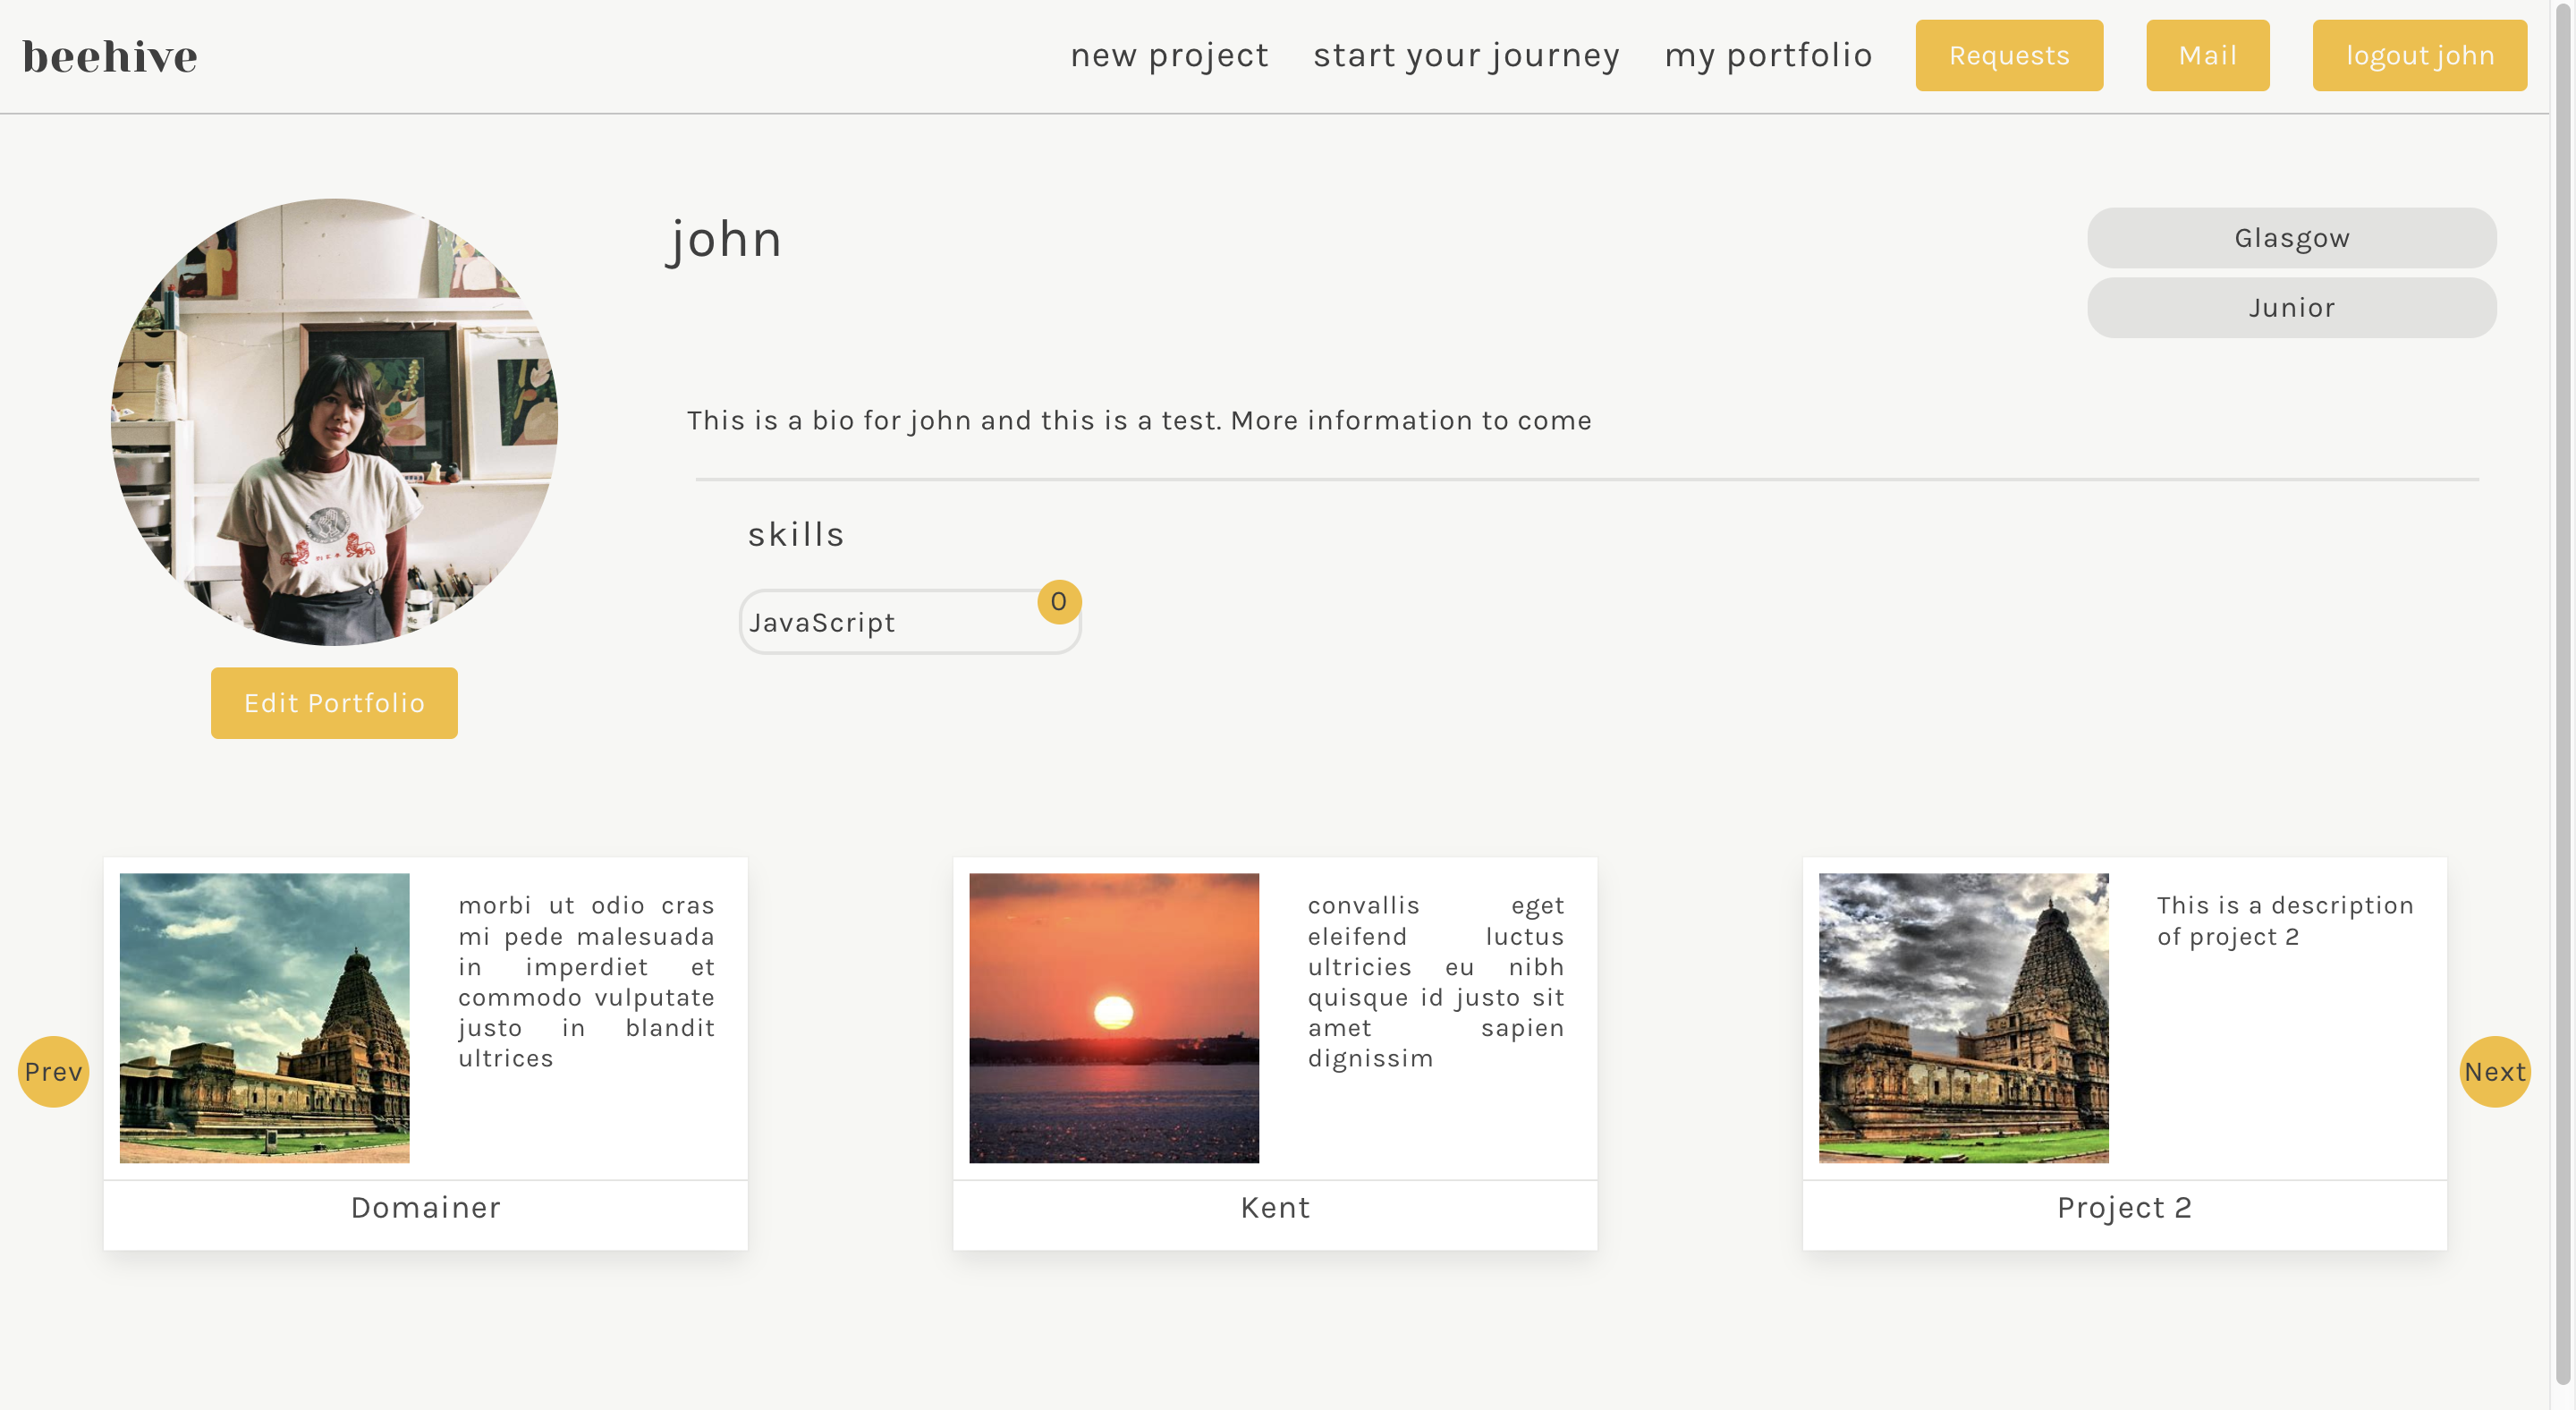 beehive
new project
start your journey
my portfolio
Requests
Mail
logout john
john
Glasgow
Junior
This is a bio for john and this is a test. More information to come
skills
JavaScript
0
Edit Portfolio
Prev
morbi ut odio cras
mi pede malesuada
in imperdiet et
commodo vulputate
justo in blandit
ultrices
Domainer
convallis eget
eleifend luctus
ultricies eu nibh
quisque id justo sit
amet sapien
dignissim
Kent
This is a description
of project 2
Project 2
Next